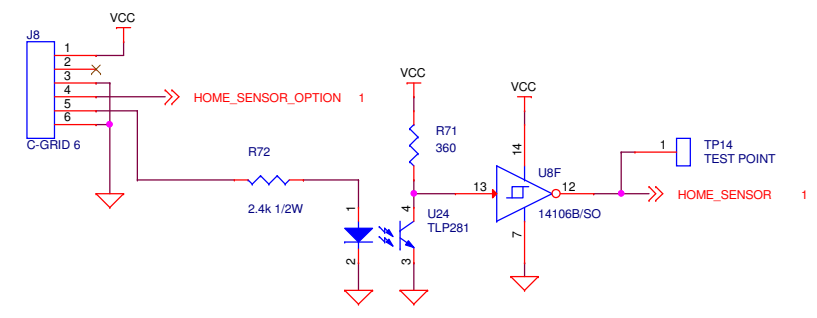 VCC
J8
1
2
3
4
5
6
C-GRID 6
HOME_SENSOR_OPTION 1
R72
2.4k 1/2W
VCC
R71
360
1
2
4
3
U24
TLP281
VCC
14
U8F
13
12
14106B/SO
7
1
TP14
TEST POINT
HOME_SENSOR 1